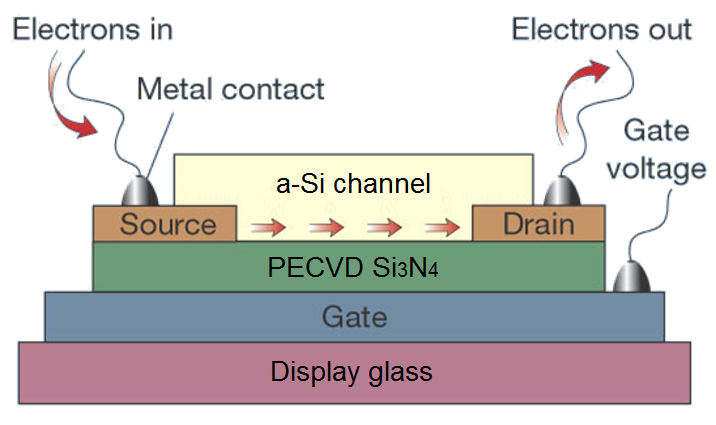 Electrons in
Electrons out
Metal contact
Gate
voltage
a-Si channel
Source
Drain
PECVD Si3N4
Gate
Display glass